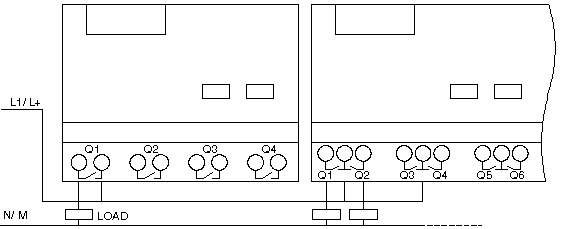 L1/ L+
Q1 Q2 Q3 Q4
Q1 Q2 Q3 Q4 Q5 Q6
N/ M
LOAD